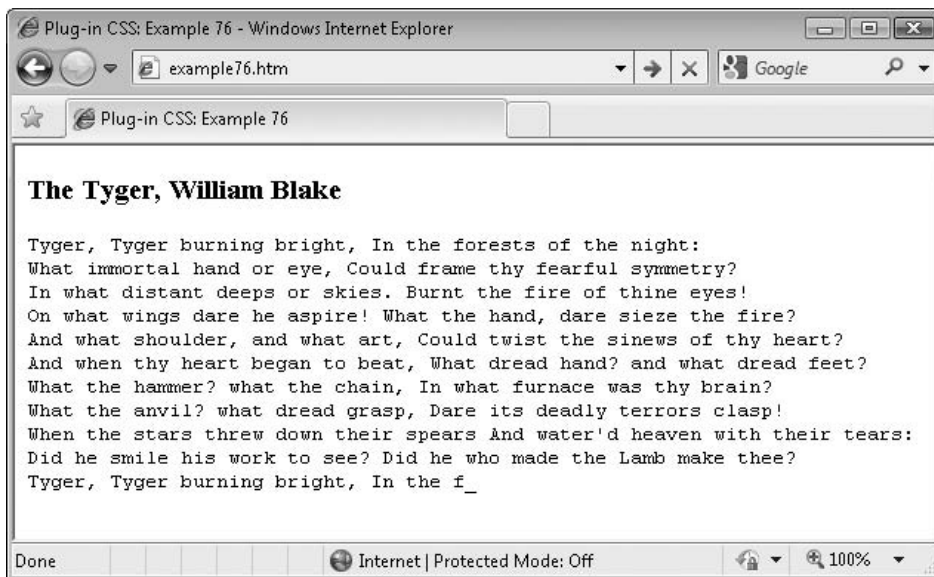 Plug-in CSS: Example 76 - Windows Internet Explorer
example76.htm
Google
Plug-in CSS: Example 76
The Tyger, William Blake
Tyger, Tyger burning bright, In the forests of the night:
What immortal hand or eye, Could frame thy fearful symmetry?
In what distant deeps or skies. Burnt the fire of thine eyes!
On what wings dare he aspire! What the hand, dare sieze the fire?
And what shoulder, and what art, Could twist the sinews of thy heart?
And when thy heart began to beat, What dread hand? and what dread feet?
What the hammer? what the chain, In what furnace was thy brain?
What the anvil? what dread grasp, Dare its deadly terrors clasp!
When the stars threw down their spears And water'd heaven with their tears:
Did he smile his work to see? Did he who made the Lamb make thee?
Tyger, Tyger burning bright, In the f_
Done
Internet | Protected Mode: Off
100%